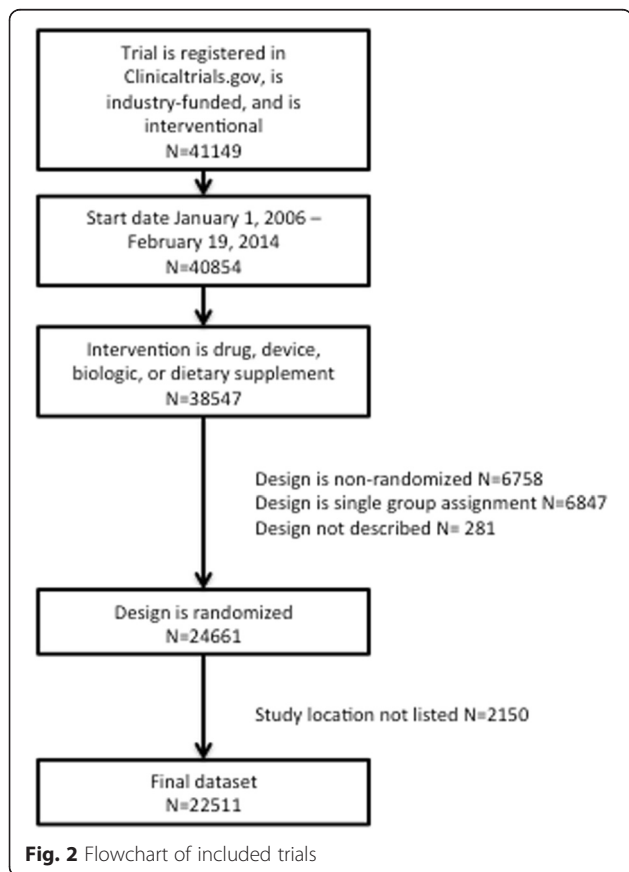 Trial is registered in
Clinicaltrials.gov, is
industry-funded, and is
interventional
N=41149
Start date January 1, 2006 –
February 19, 2014
N=40854
Intervention is drug, device,
biologic, or dietary supplement
N=38547
Design is non-randomized N=6758
Design is single group assignment N=6847
Design not described N= 281
Design is randomized
N=24661
Study location not listed N=2150
Final dataset
N=22511
Fig. 2 Flowchart of included trials